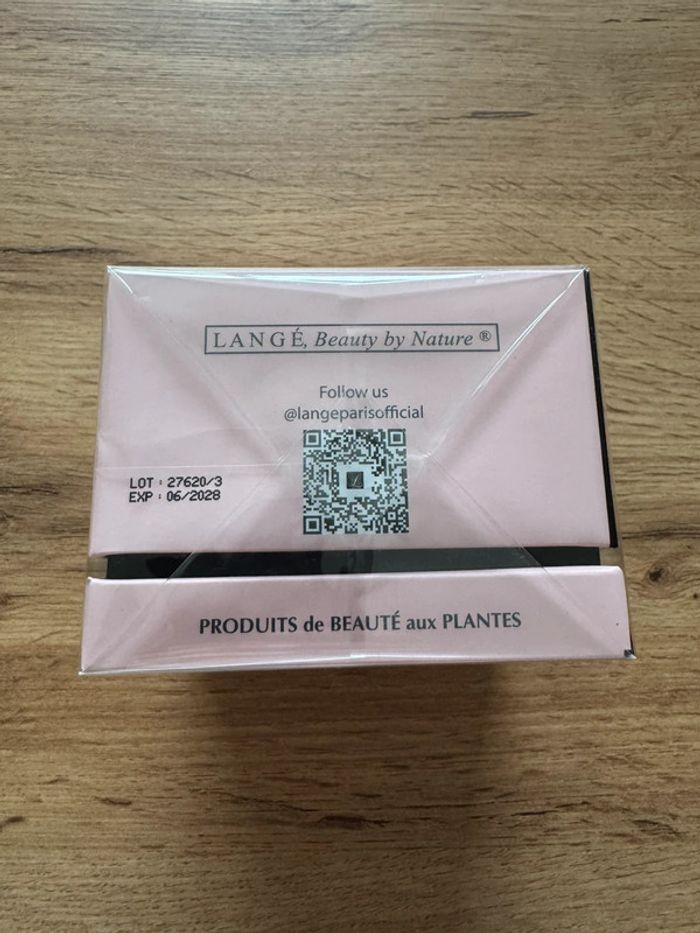 LANGÉ, Beauty by Nature ®
Follow us
@langeparisofficial
LOT : 27620/3
EXP : 06/2028
PRODUITS de BEAUTÉ aux PLANTES